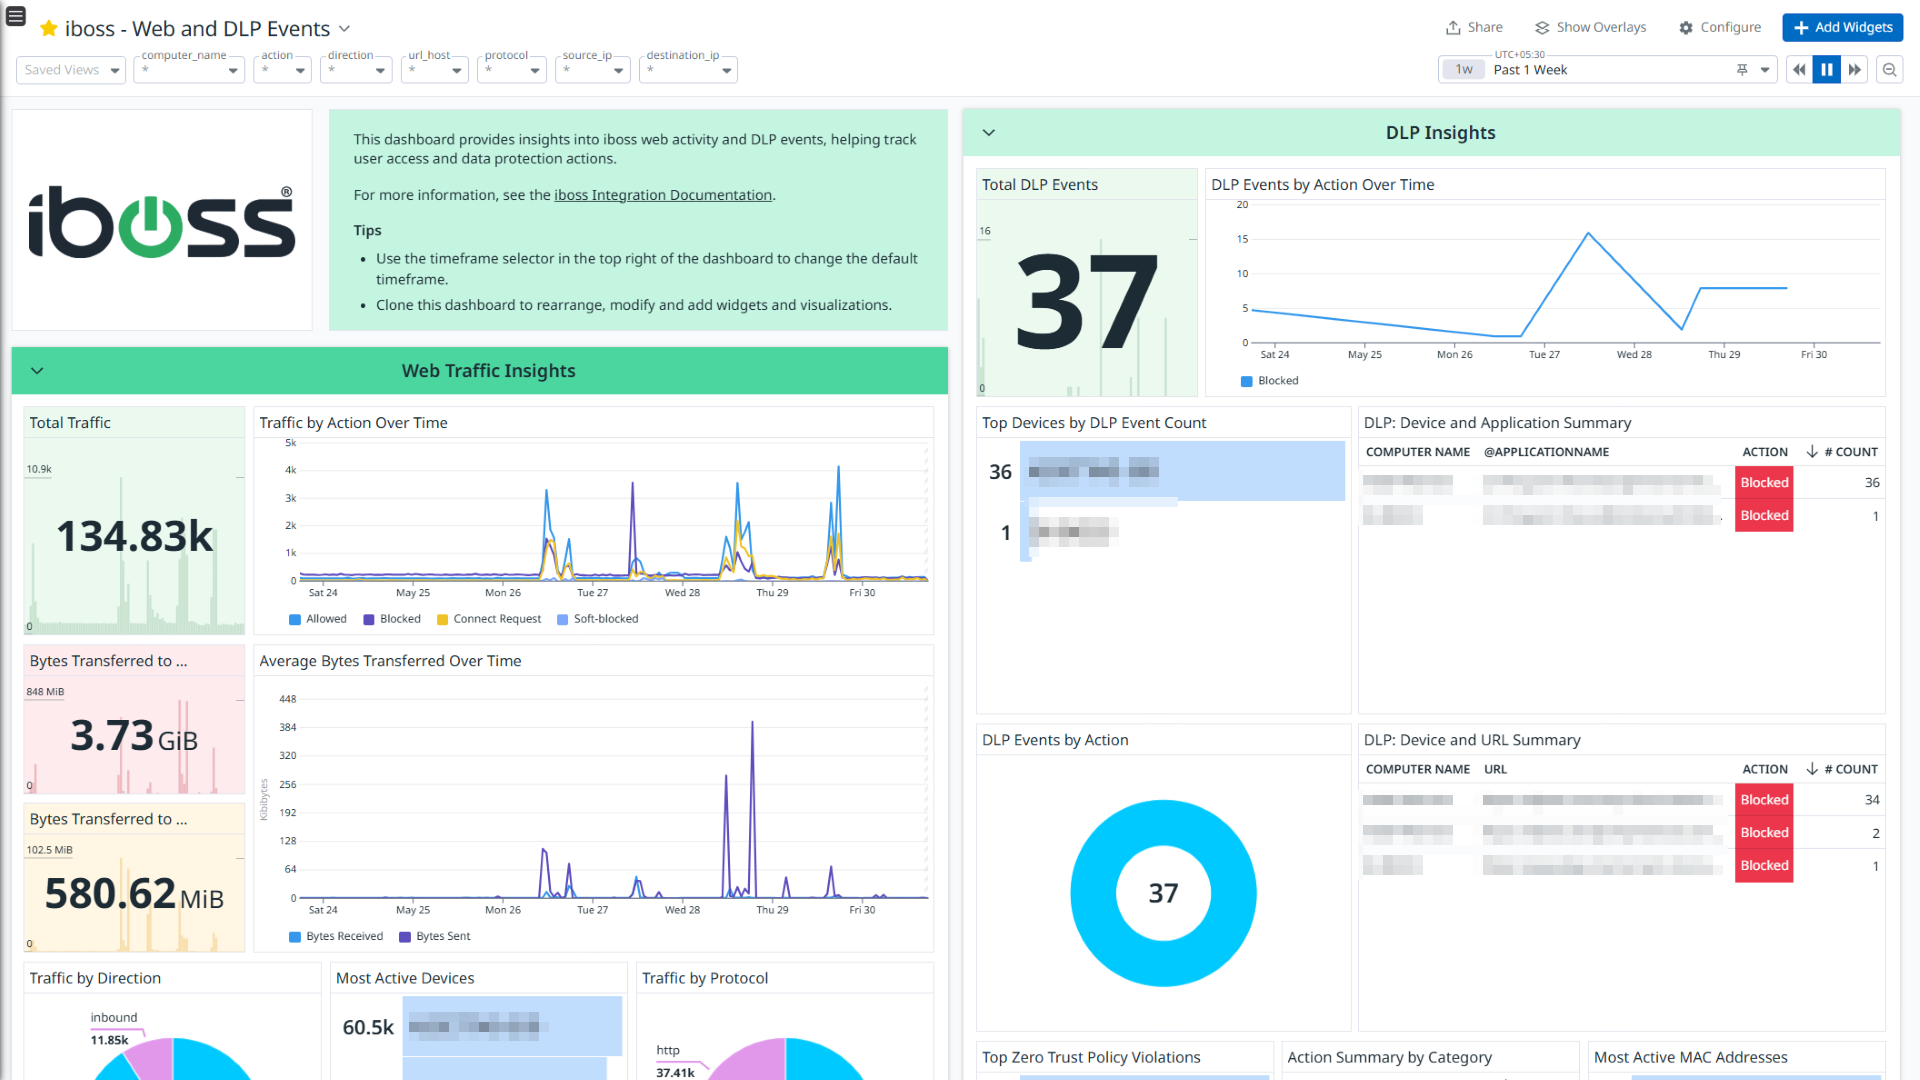 iboss - Web and DLP Events
Share
Show Overlays
Configure
Add Widgets
Saved Views
computer_name
*
action
*
direction
*
url_host
*
protocol
*
source_ip
*
destination_ip
*
UTC+05:30
1w
Past 1 Week
iboss®
This dashboard provides insights into iboss web activity and DLP events, helping track
user access and data protection actions.
For more information, see the iboss Integration Documentation.
Tips
• Use the timeframe selector in the top right of the dashboard to change the default
timeframe.
• Clone this dashboard to rearrange, modify and add widgets and visualizations.
Web Traffic Insights
Total Traffic
10.9k
134.83k
0
Traffic by Action Over Time
5k
4k
3k
2k
1k
0
Sat 24 May 25 Mon 26 Tue 27 Wed 28 Thu 29 Fri 30
Allowed Blocked Connect Request Soft-blocked
Bytes Transferred to ...
848 MiB
3.73 GiB
0
Bytes Transferred to ...
102.5 MiB
580.62 MiB
0
Average Bytes Transferred Over Time
Kibibytes
448
384
320
256
192
128
64
0
Sat 24 May 25 Mon 26 Tue 27 Wed 28 Thu 29 Fri 30
Bytes Received Bytes Sent
Traffic by Direction
inbound
11.85k
Most Active Devices
60.5k
Traffic by Protocol
http
37.41k
DLP Insights
Total DLP Events
16
37
0
DLP Events by Action Over Time
20
15
10
5
0
Sat 24 May 25 Mon 26 Tue 27 Wed 28 Thu 29 Fri 30
Blocked
Top Devices by DLP Event Count
36
1
DLP: Device and Application Summary
COMPUTER NAME @APPLICATIONNAME ACTION ↓ # COUNT
Blocked 36
Blocked 1
DLP Events by Action
37
DLP: Device and URL Summary
COMPUTER NAME URL ACTION ↓ # COUNT
Blocked 34
Blocked 2
Blocked 1
Top Zero Trust Policy Violations
Action Summary by Category
Most Active MAC Addresses